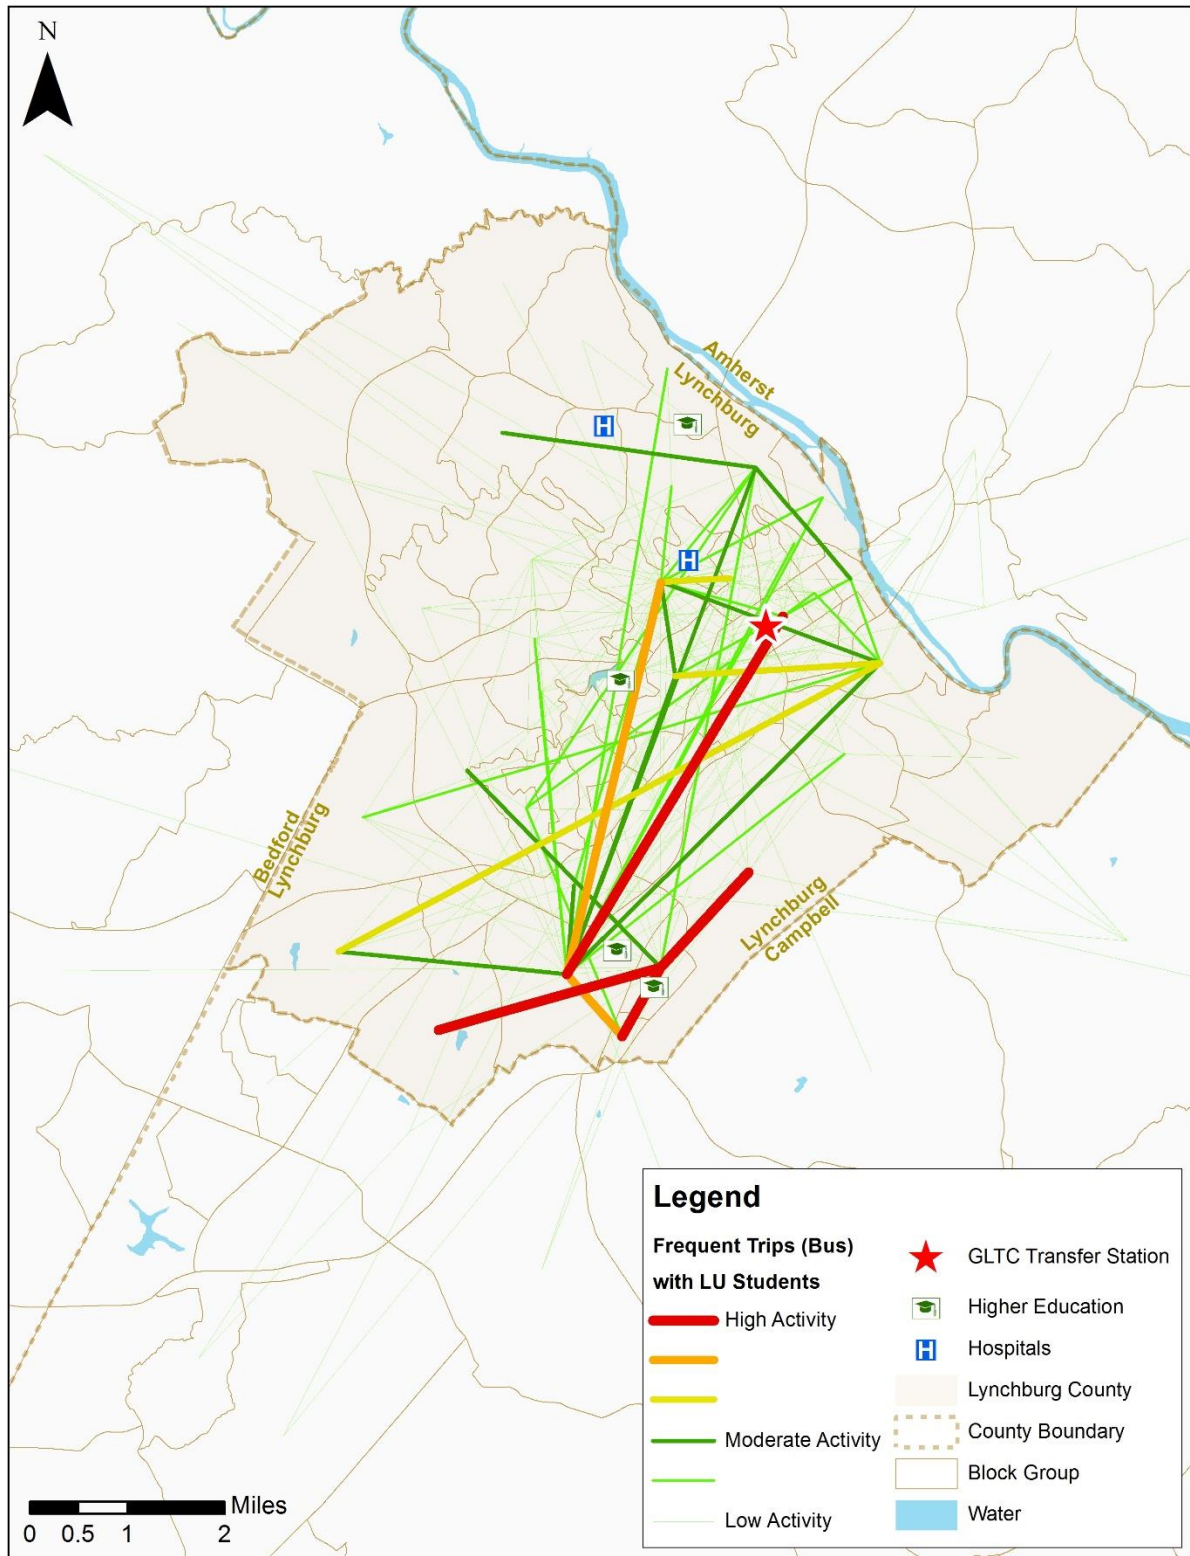 N
Amherst
Lynchburg
Bedford
Lynchburg
Lynchburg
Campbell
H
H
Legend
Frequent Trips (Bus)
with LU Students
High Activity
Moderate Activity
Low Activity
GLTC Transfer Station
Higher Education
H Hospitals
Lynchburg County
County Boundary
Block Group
Water
Miles
0 0.5 1 2